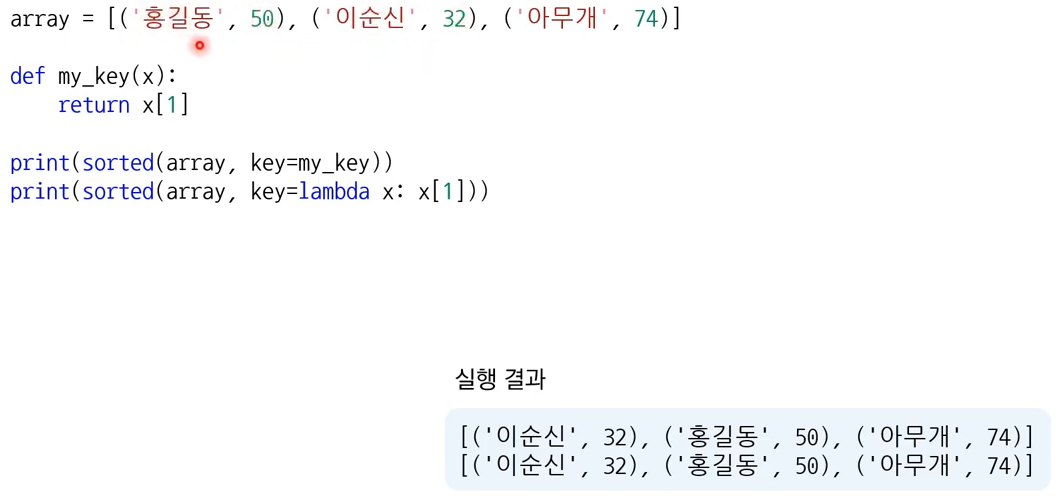 array = [('홍길동', 50), ('이순신', 32), ('아무개', 74)]
def my_key(x):
    return x[1]
print(sorted(array, key=my_key))
print(sorted(array, key=lambda x: x[1]))
실행 결과
[('이순신', 32), ('홍길동', 50), ('아무개', 74)]
[('이순신', 32), ('홍길동', 50), ('아무개', 74)]